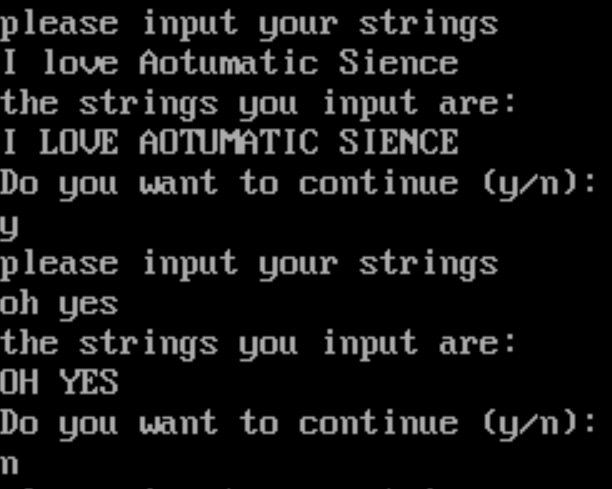 please input your strings
I love Aotumatic Sience
the strings you input are:
I LOVE AOTUMATIC SIENCE
Do you want to continue (y/n):
y
please input your strings
oh yes
the strings you input are:
OH YES
Do you want to continue (y/n):
n